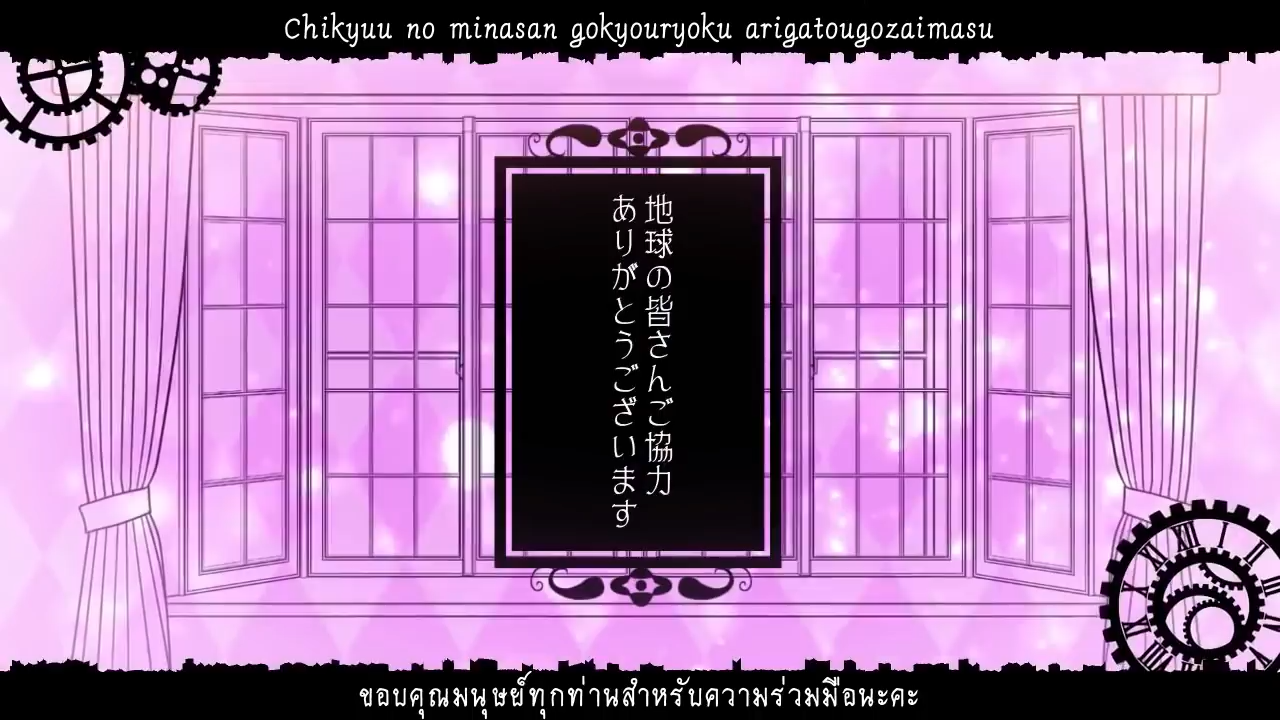 Chikyuu no minasan gokyouryoku arigatougozaimasu
地球の皆さんご協力
ありがとうございます
ขอบคุณมนุษย์ทุกท่านสำหรับความร่วมมือนะคะ